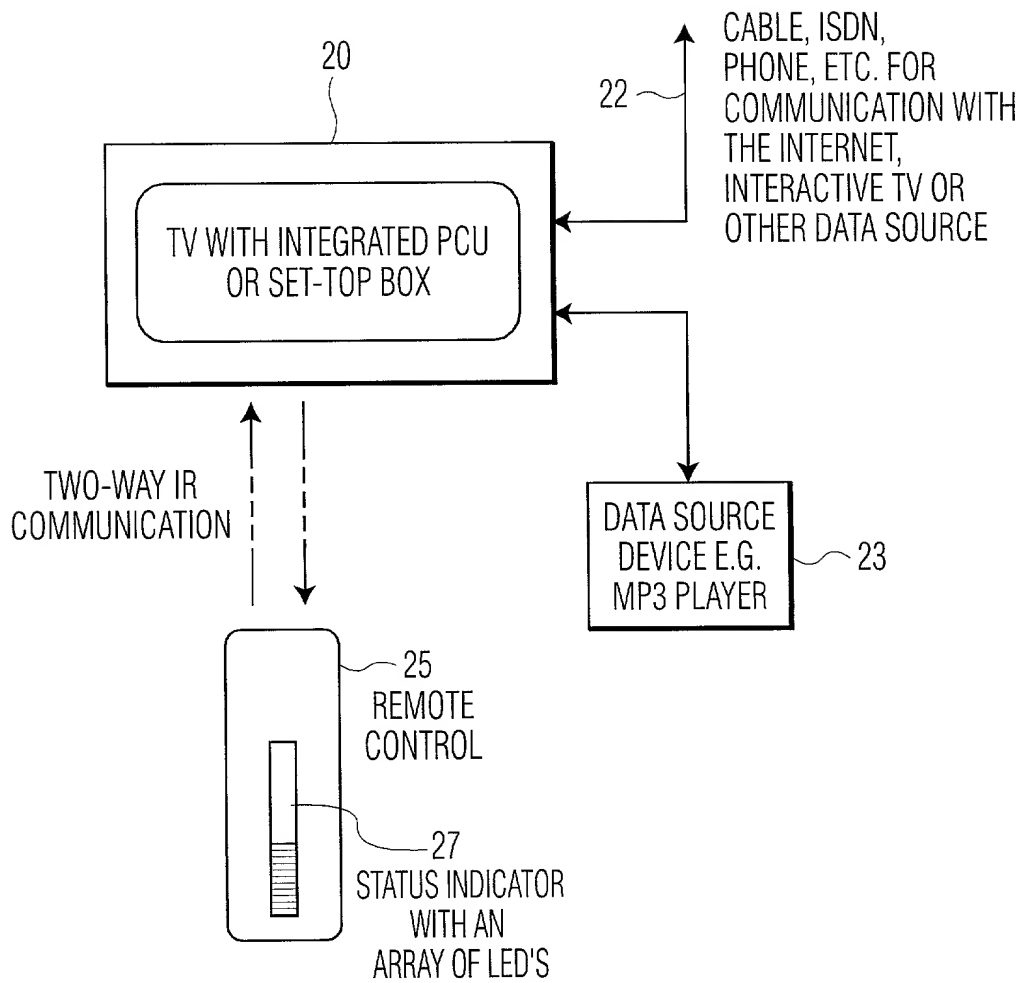 20
22
CABLE, ISDN,
PHONE, ETC. FOR
COMMUNICATION WITH
THE INTERNET,
INTERACTIVE TV OR
OTHER DATA SOURCE
TV WITH INTEGRATED PCU
OR SET-TOP BOX
TWO-WAY IR
COMMUNICATION
DATA SOURCE
DEVICE E.G.
MP3 PLAYER
23
25
REMOTE
CONTROL
27
STATUS INDICATOR
WITH AN
ARRAY OF LED'S